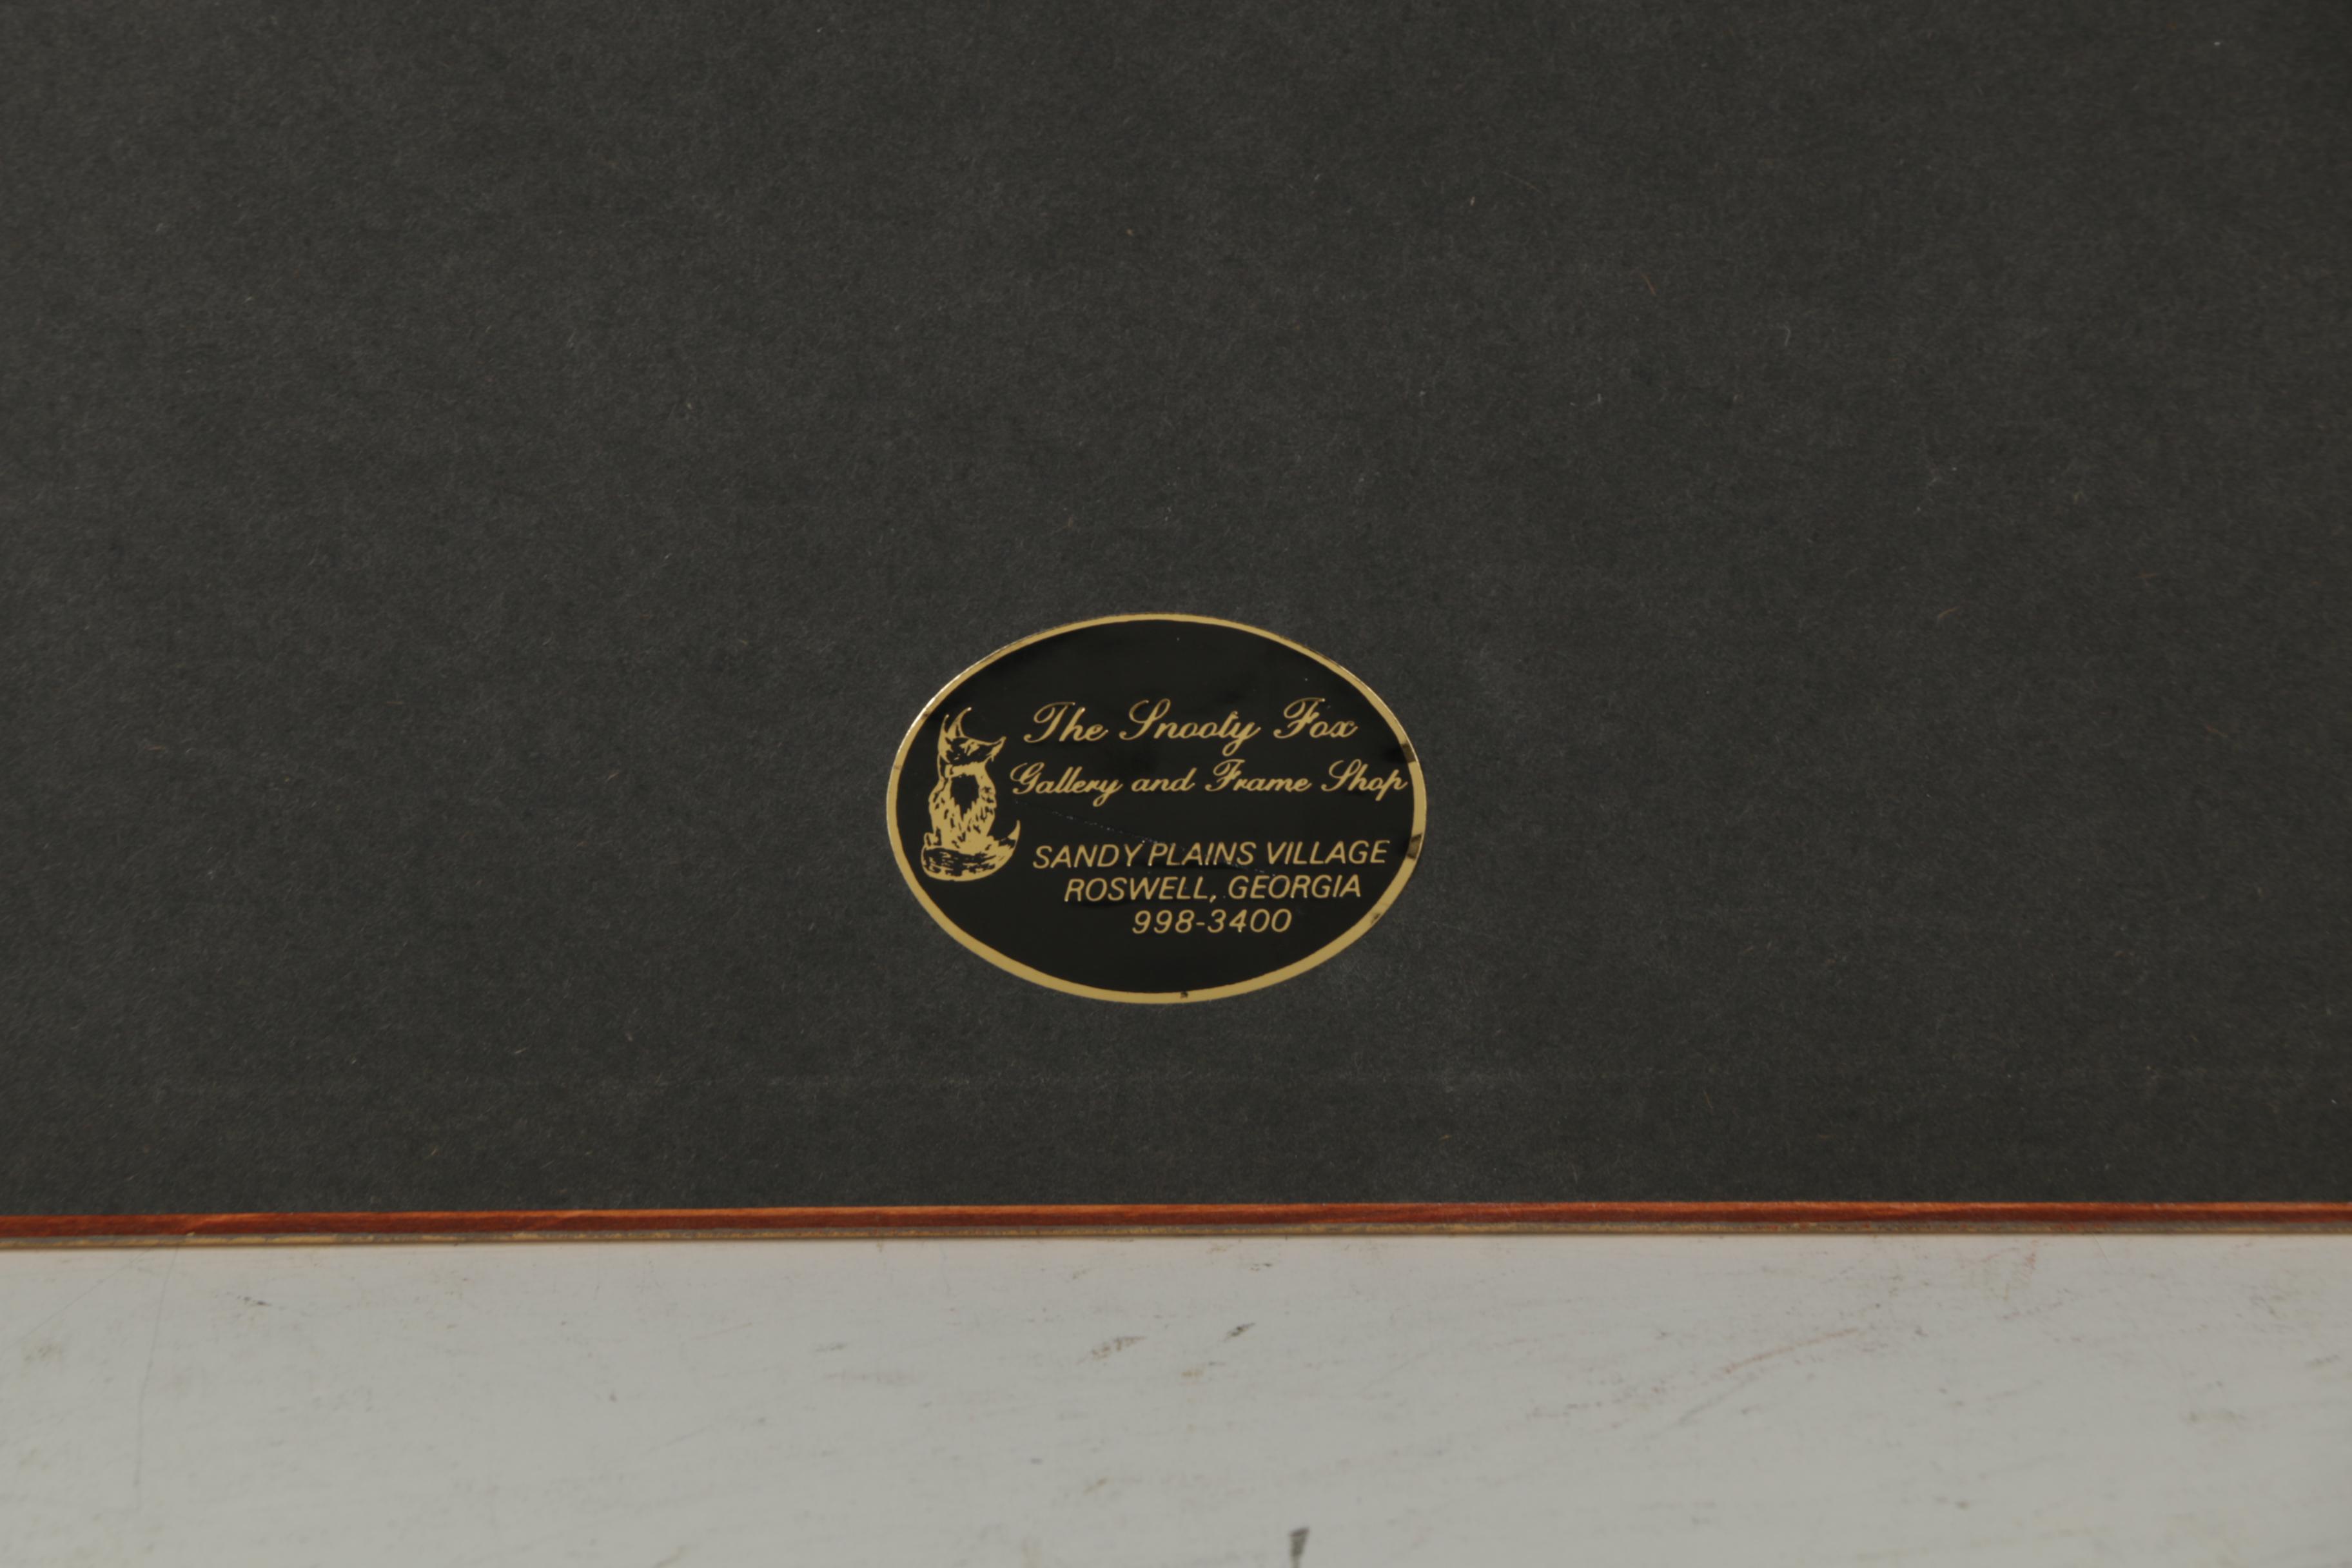 The Snooty Fox
Gallery and Frame Shop
SANDY PLAINS VILLAGE
ROSWELL, GEORGIA
998-3400